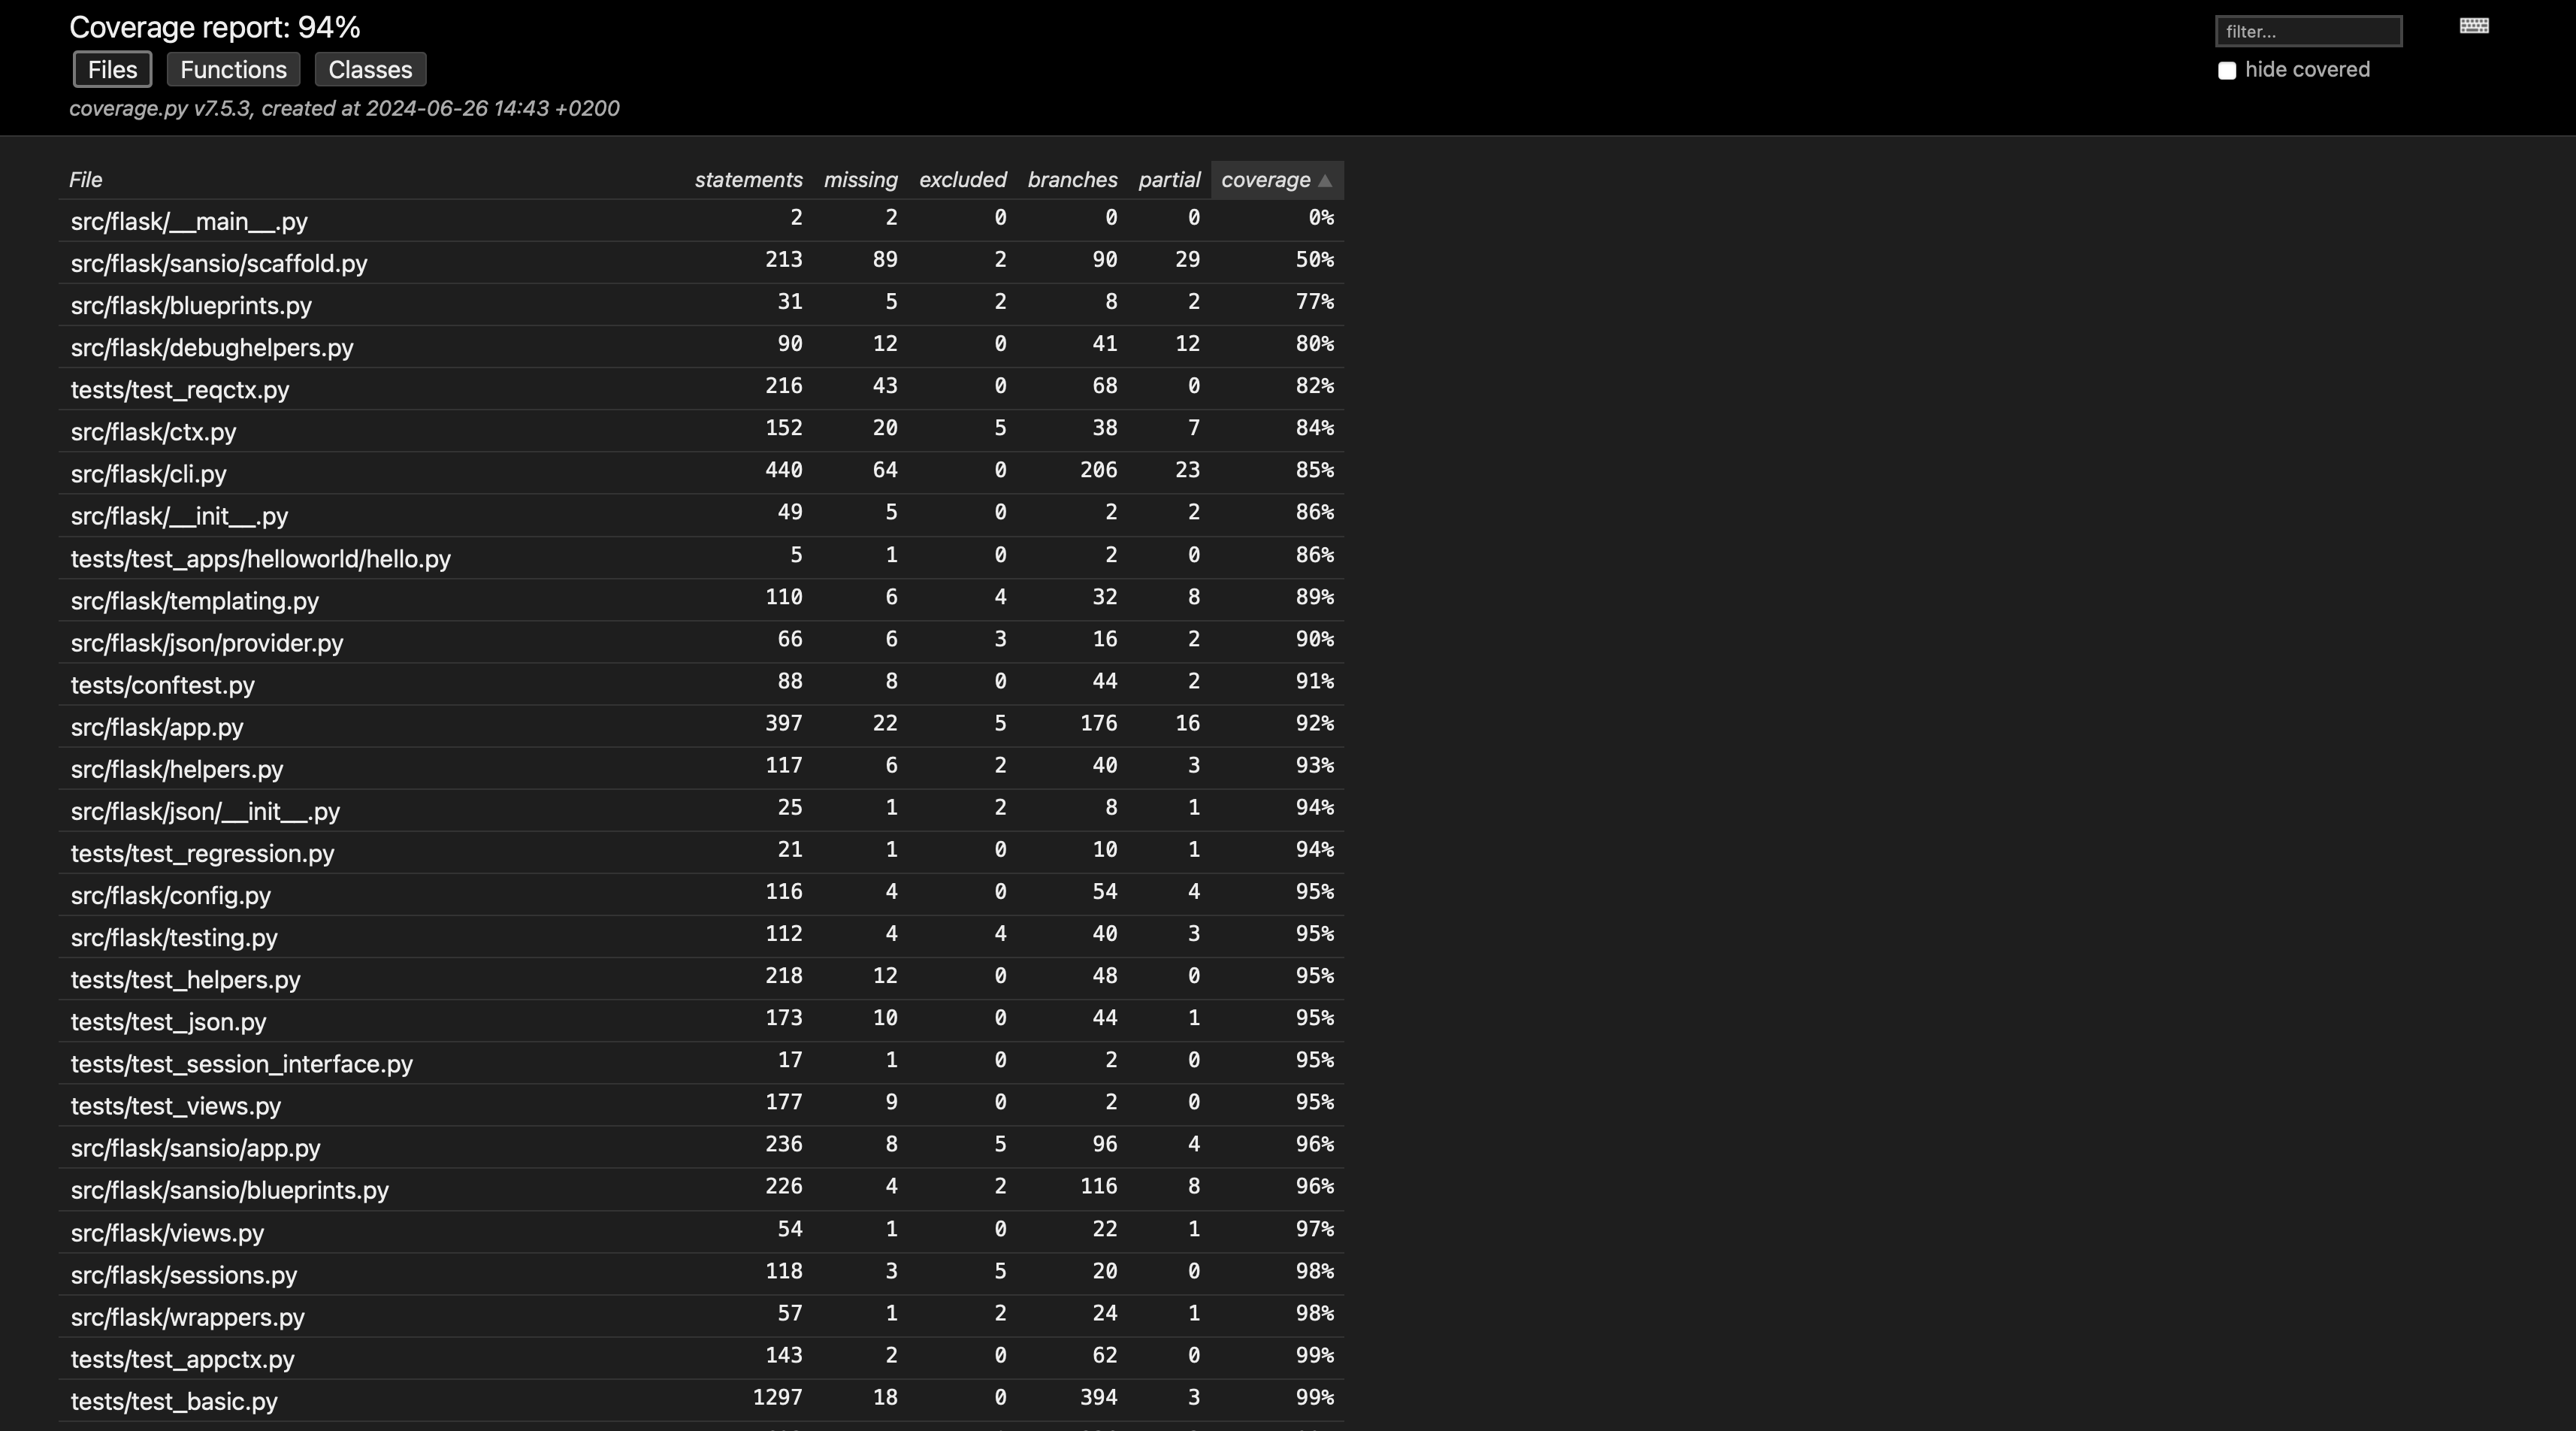 Coverage report: 94%
filter...
Files Functions Classes
hide covered
coverage.py v7.5.3, created at 2024-06-26 14:43 +0200
File statements missing excluded branches partial coverage ▲
src/flask/__main__.py 2 2 0 0 0 0%
src/flask/sansio/scaffold.py 213 89 2 90 29 50%
src/flask/blueprints.py 31 5 2 8 2 77%
src/flask/debughelpers.py 90 12 0 41 12 80%
tests/test_reqctx.py 216 43 0 68 0 82%
src/flask/ctx.py 152 20 5 38 7 84%
src/flask/cli.py 440 64 0 206 23 85%
src/flask/__init__.py 49 5 0 2 2 86%
tests/test_apps/helloworld/hello.py 5 1 0 2 0 86%
src/flask/templating.py 110 6 4 32 8 89%
src/flask/json/provider.py 66 6 3 16 2 90%
tests/conftest.py 88 8 0 44 2 91%
src/flask/app.py 397 22 5 176 16 92%
src/flask/helpers.py 117 6 2 40 3 93%
src/flask/json/__init__.py 25 1 2 8 1 94%
tests/test_regression.py 21 1 0 10 1 94%
src/flask/config.py 116 4 0 54 4 95%
src/flask/testing.py 112 4 4 40 3 95%
tests/test_helpers.py 218 12 0 48 0 95%
tests/test_json.py 173 10 0 44 1 95%
tests/test_session_interface.py 17 1 0 2 0 95%
tests/test_views.py 177 9 0 2 0 95%
src/flask/sansio/app.py 236 8 5 96 4 96%
src/flask/sansio/blueprints.py 226 4 2 116 8 96%
src/flask/views.py 54 1 0 22 1 97%
src/flask/sessions.py 118 3 5 20 0 98%
src/flask/wrappers.py 57 1 2 24 1 98%
tests/test_appctx.py 143 2 0 62 0 99%
tests/test_basic.py 1297 18 0 394 3 99%